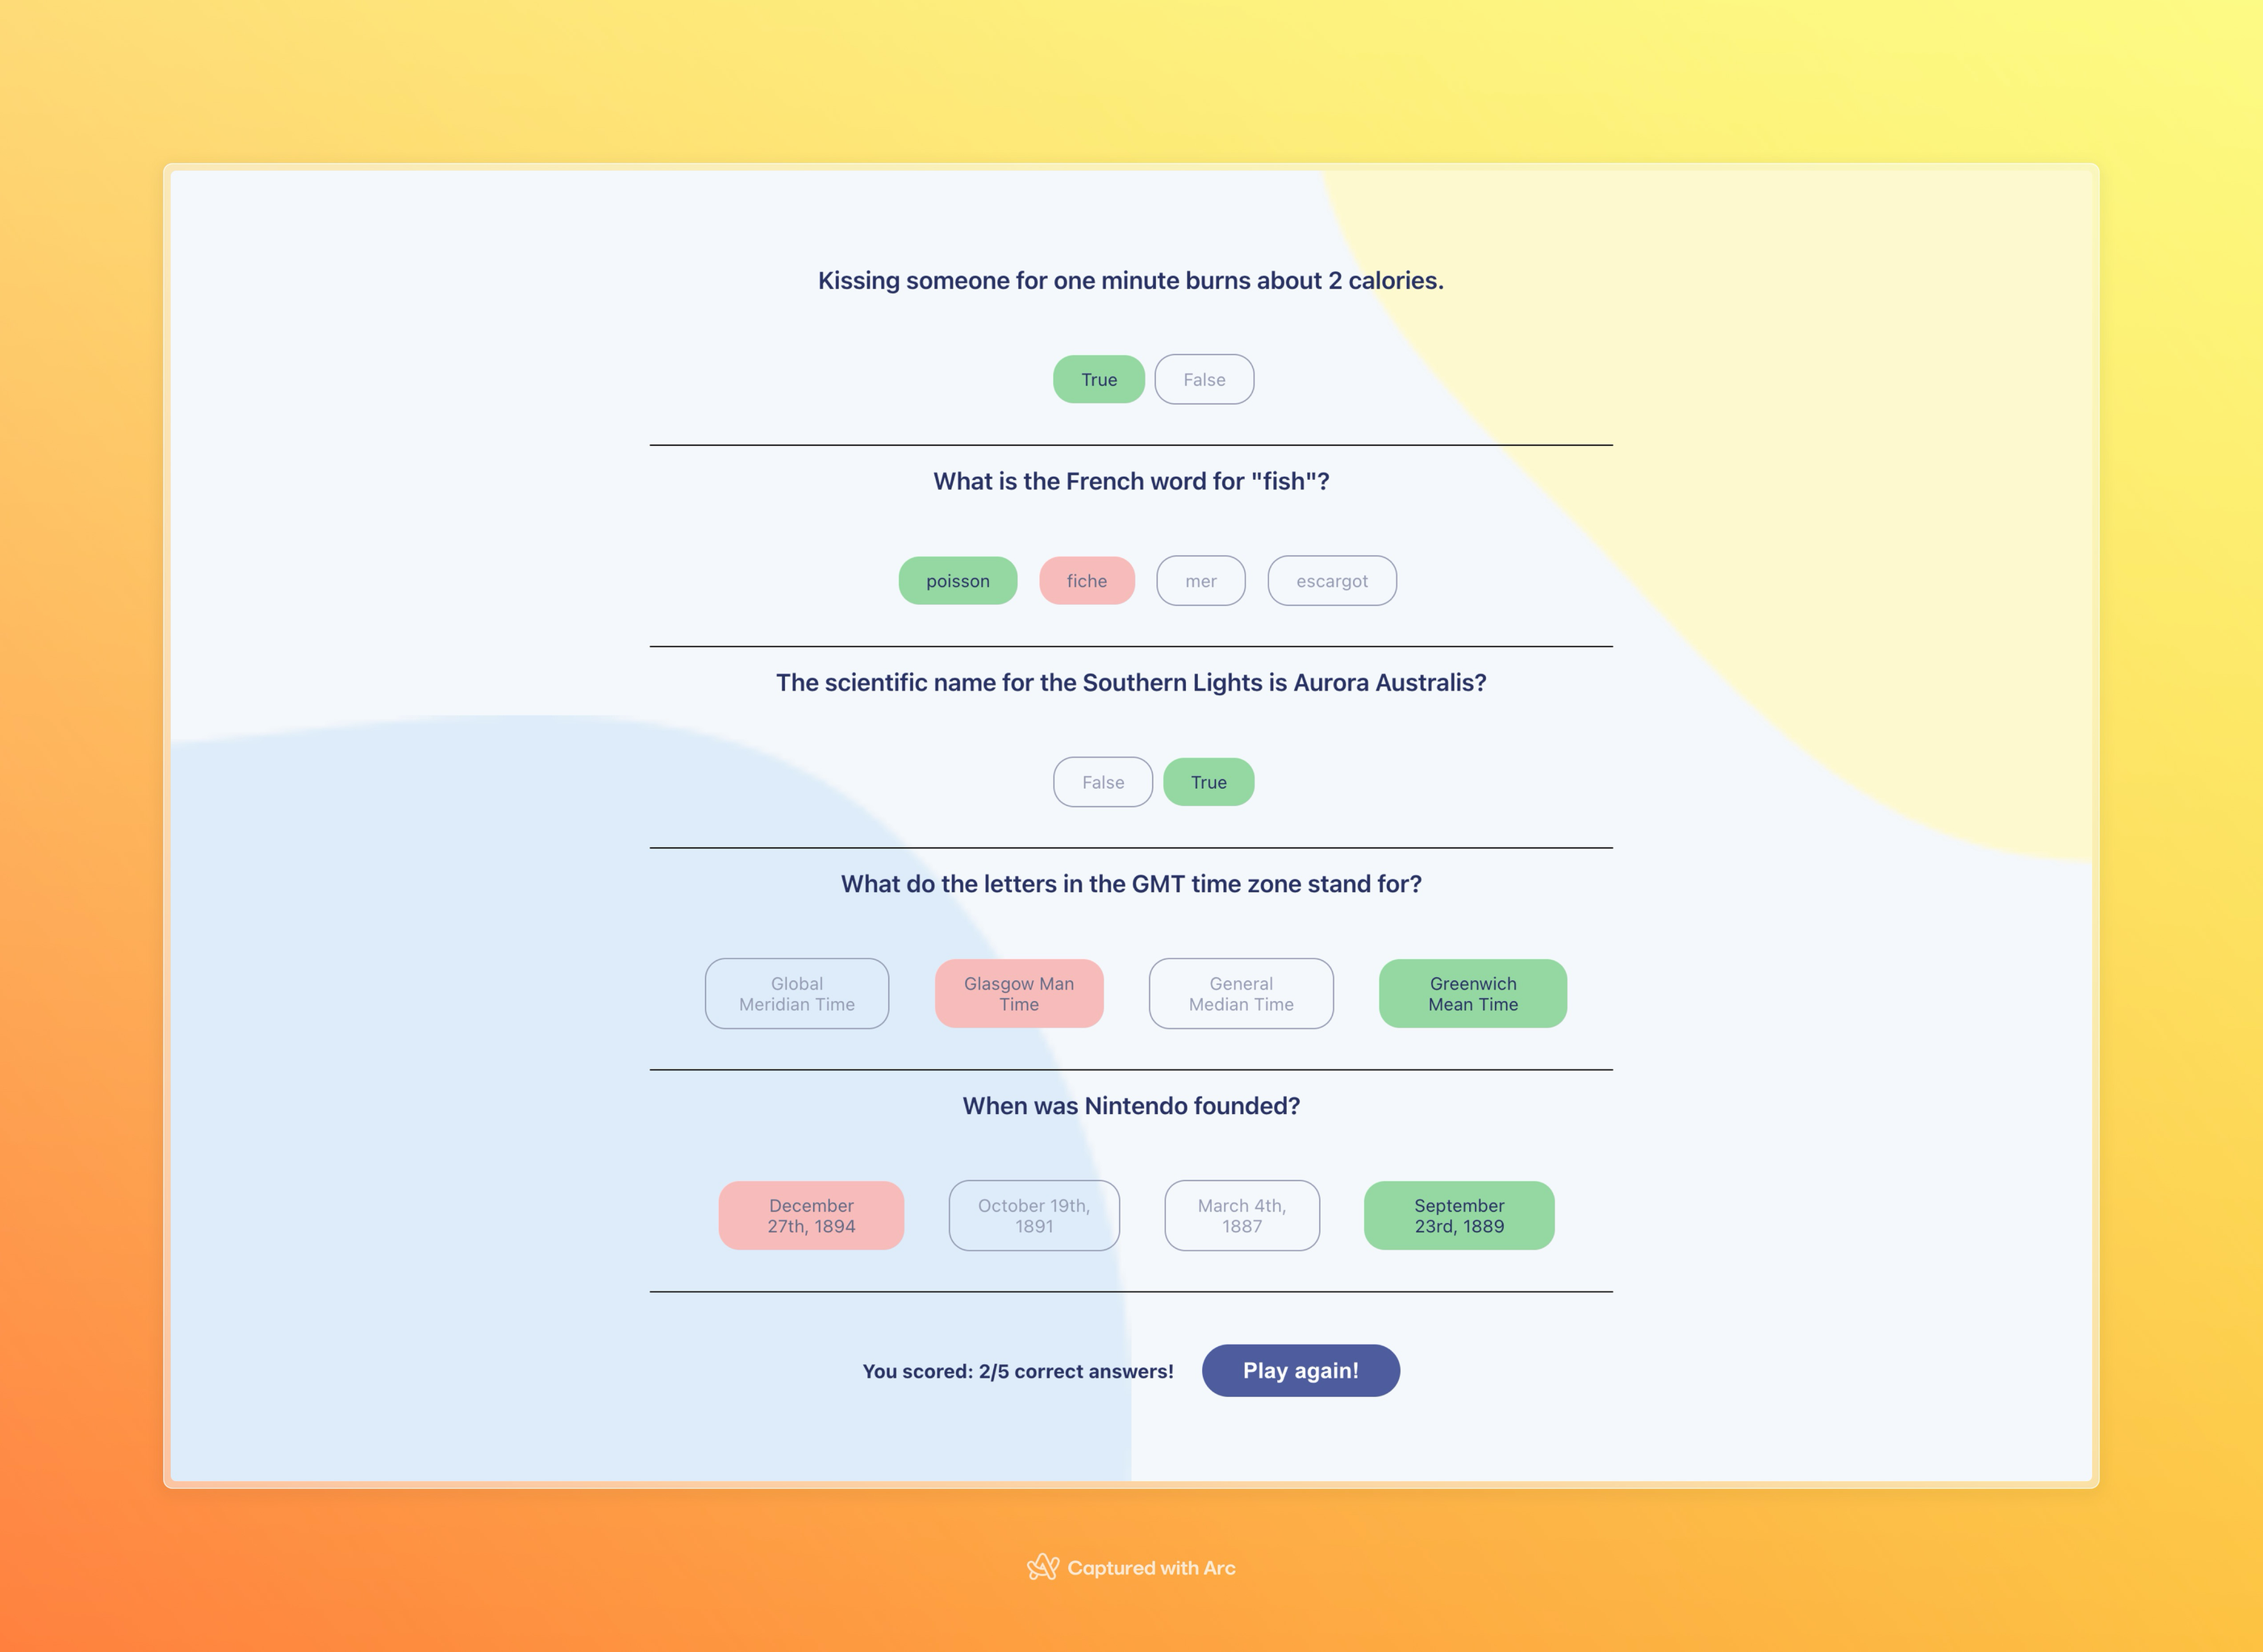 Kissing someone for one minute burns about 2 calories.
True
False
What is the French word for "fish"?
poisson
fiche
mer
escargot
The scientific name for the Southern Lights is Aurora Australis?
False
True
What do the letters in the GMT time zone stand for?
Global
Meridian Time
Glasgow Man
Time
General
Median Time
Greenwich
Mean Time
When was Nintendo founded?
December
27th, 1894
October 19th,
1891
March 4th,
1887
September
23rd, 1889
You scored: 2/5 correct answers!
Play again!
Captured with Arc